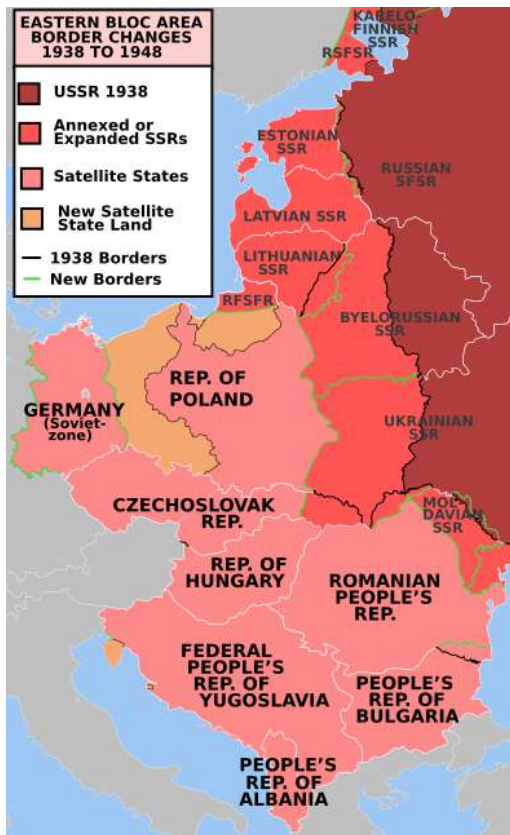 EASTERN BLOC AREA
BORDER CHANGES
1938 TO 1948
USSR 1938
Annexed or
Expanded SSRs
Satellite States
New Satellite
State Land
1938 Borders
New Borders
KARELO-
FINNISH
SSR
RSFSR
ESTONIAN
SSR
RUSSIAN
SFSR
LATVIAN SSR
LITHUANIAN
SSR
RFSFR
BYELORUSSIAN
SSR
REP. OF
POLAND
GERMANY
(Soviet-
zone)
UKRAINIAN
SSR
CZECHOSLOVAK
REP.
MOL-
DAVIAN
SSR
REP. OF
HUNGARY
ROMANIAN
PEOPLE'S
REP.
FEDERAL
PEOPLE'S
REP. OF
YUGOSLAVIA
PEOPLE'S
REP. OF
BULGARIA
PEOPLE'S
REP. OF
ALBANIA